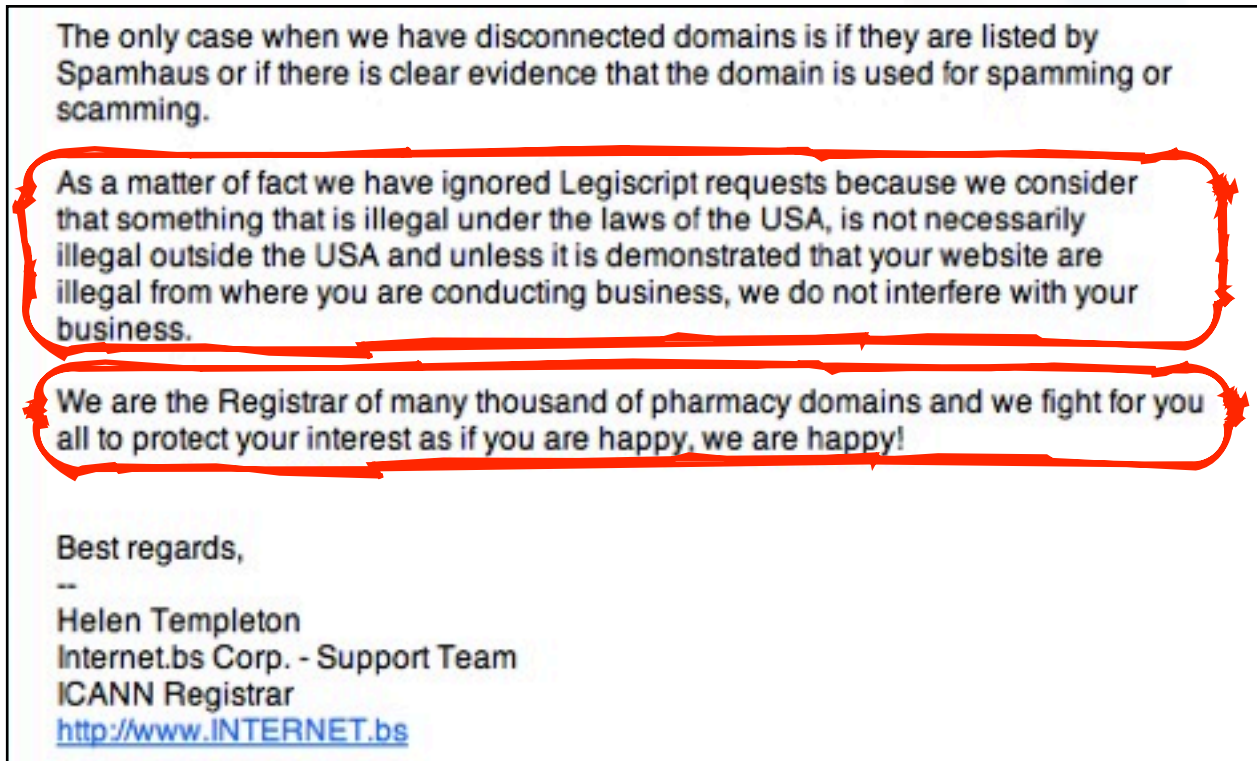 The only case when we have disconnected domains is if they are listed by
Spamhaus or if there is clear evidence that the domain is used for spamming or
scamming.
As a matter of fact we have ignored Legiscript requests because we consider
that something that is illegal under the laws of the USA, is not necessarily
illegal outside the USA and unless it is demonstrated that your website are
illegal from where you are conducting business, we do not interfere with your
business.
We are the Registrar of many thousand of pharmacy domains and we fight for you
all to protect your interest as if you are happy, we are happy!
Best regards,
--
Helen Templeton
Internet.bs Corp. - Support Team
ICANN Registrar
http://www.INTERNET.bs